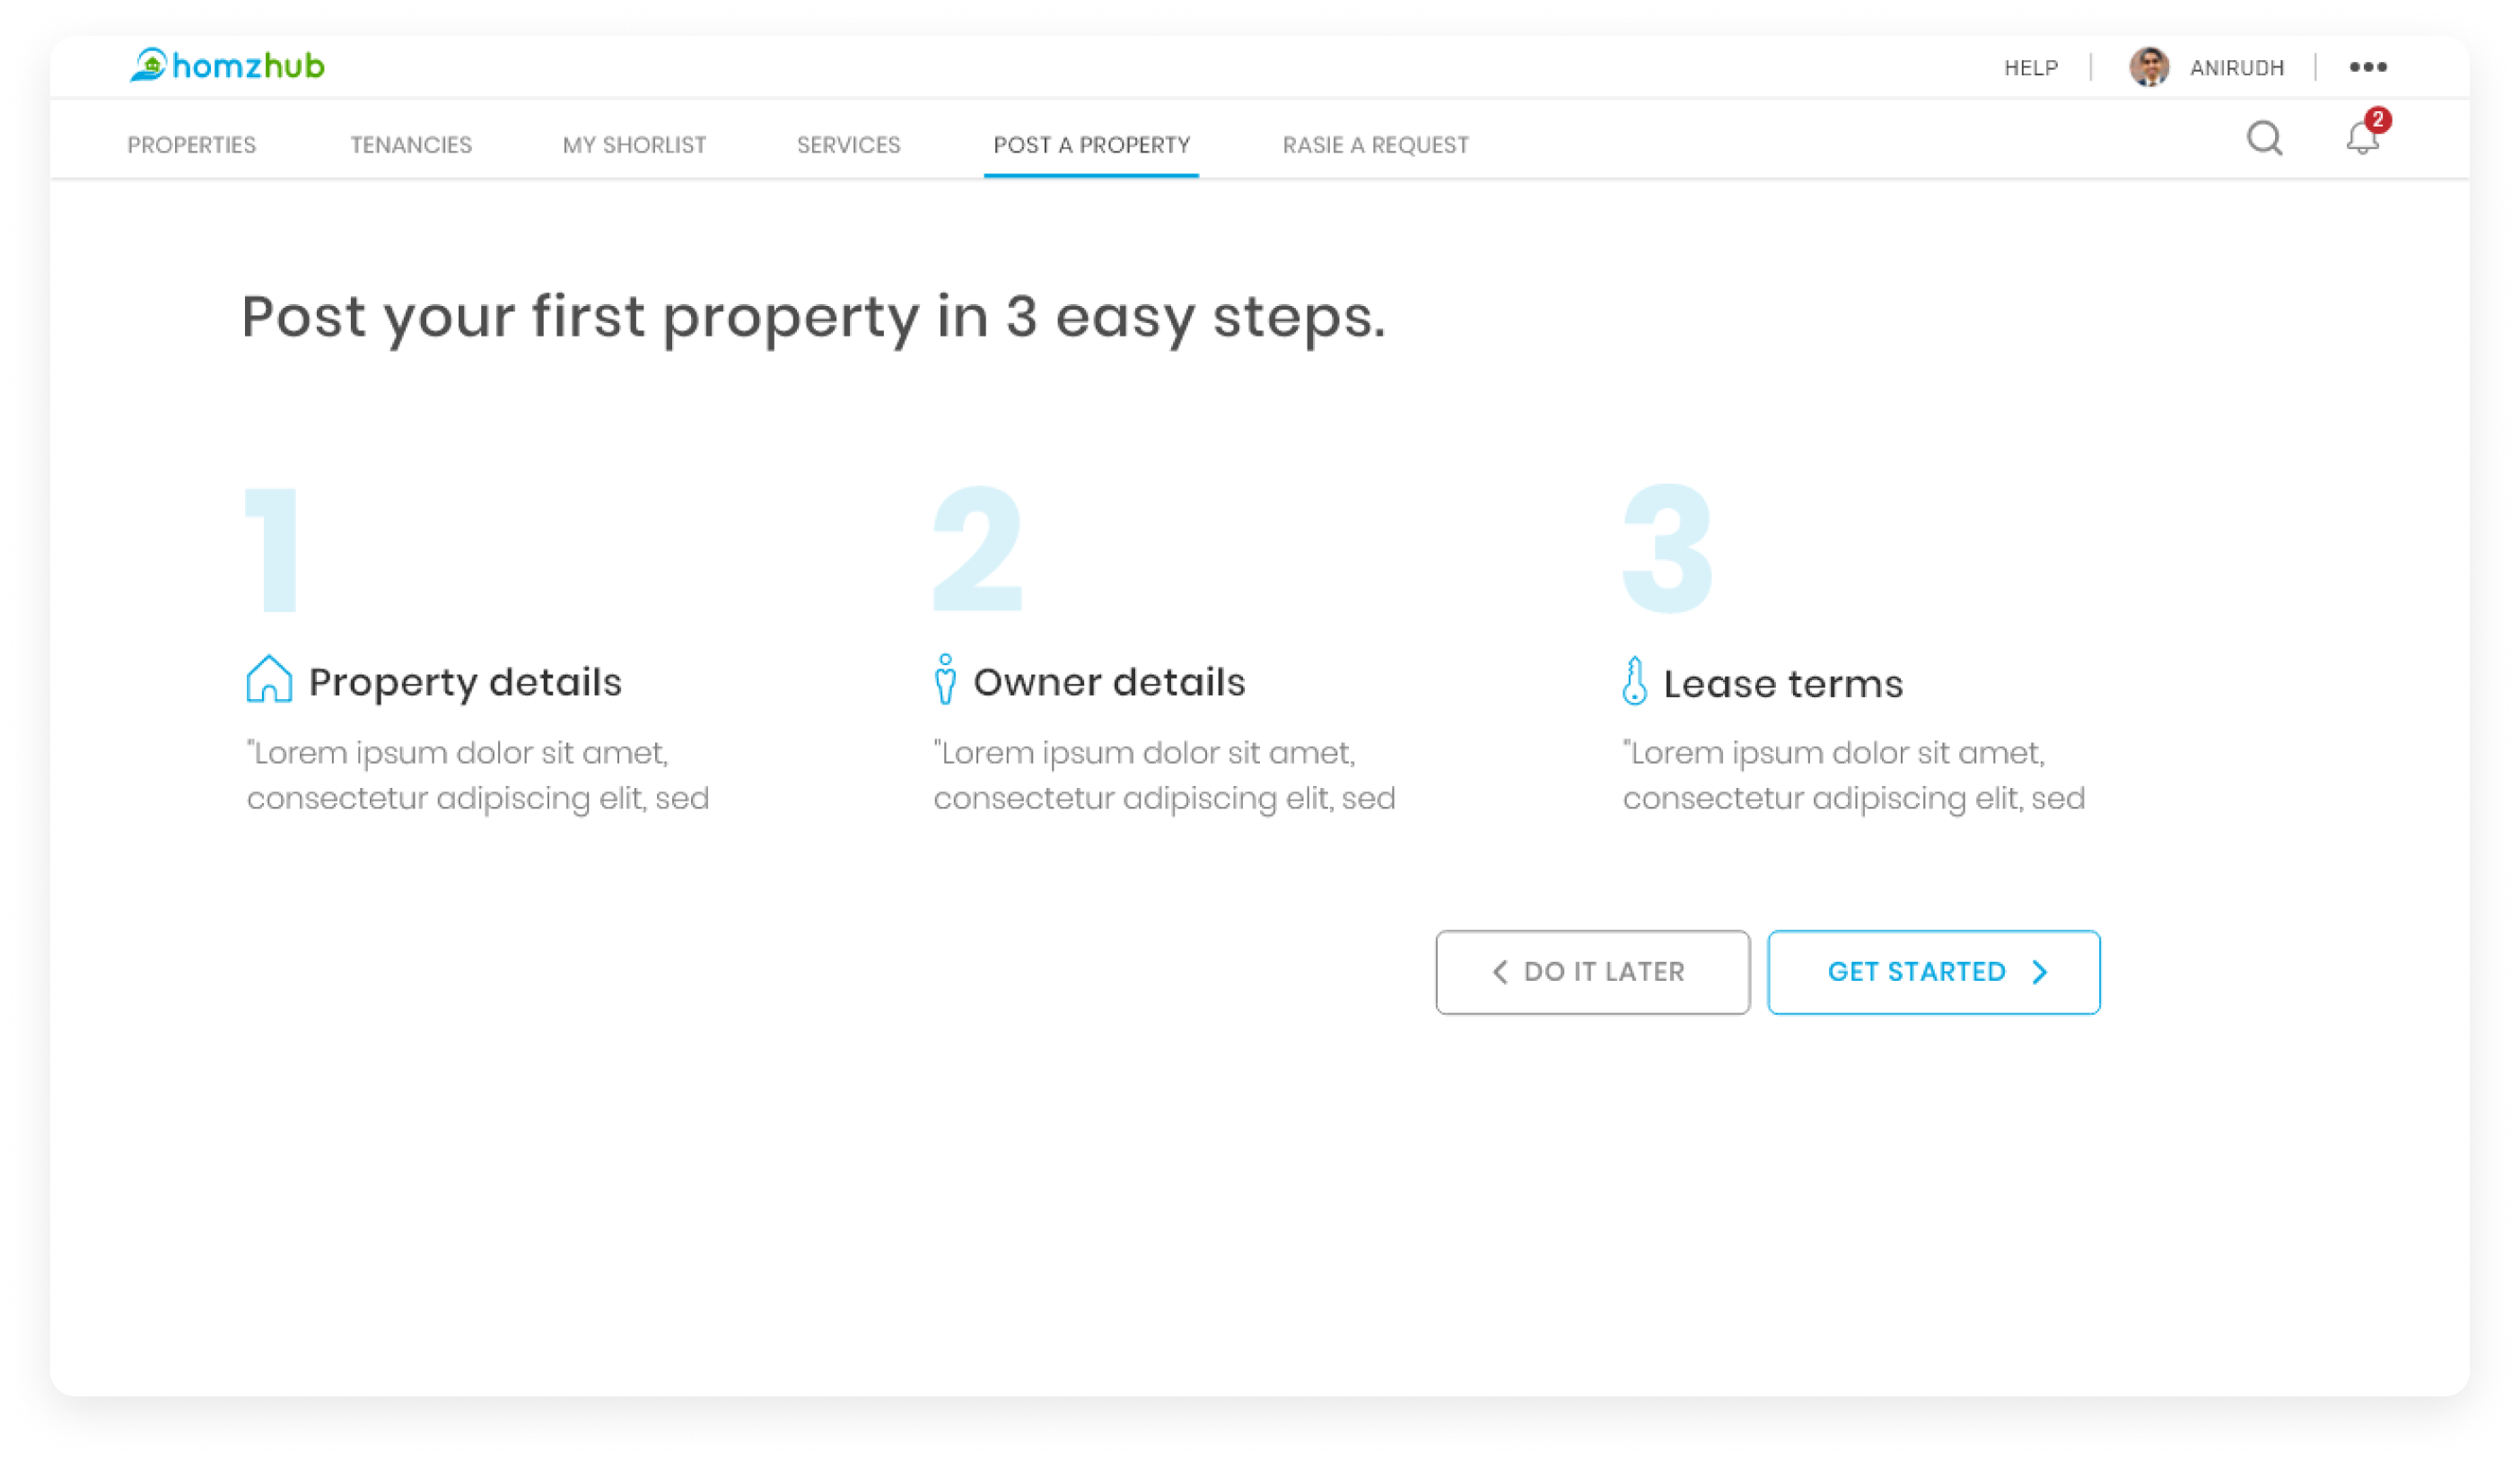 homzhub
HELP
ANIRUDH
PROPERTIES
TENANCIES
MY SHORLIST
SERVICES
POST A PROPERTY
RASIE A REQUEST
2
Post your first property in 3 easy steps.
1
Property details
"Lorem ipsum dolor sit amet,
consectetur adipiscing elit, sed
2
Owner details
"Lorem ipsum dolor sit amet,
consectetur adipiscing elit, sed
3
Lease terms
"Lorem ipsum dolor sit amet,
consectetur adipiscing elit, sed
DO IT LATER
GET STARTED